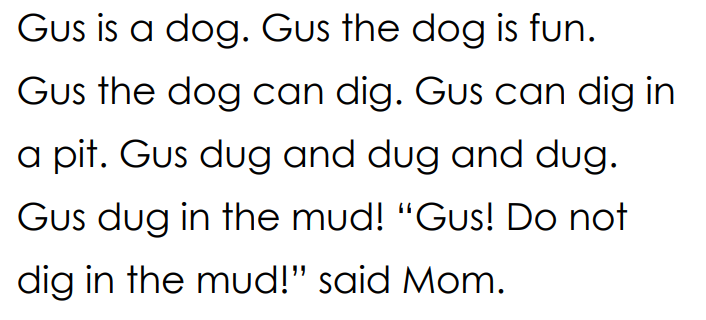 Gus is a dog. Gus the dog is fun.
Gus the dog can dig. Gus can dig in
a pit. Gus dug and dug and dug.
Gus dug in the mud! “Gus! Do not
dig in the mud!” said Mom.